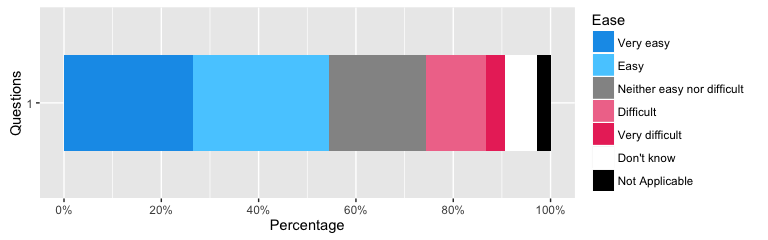 Questions
1
0%
20%
40%
60%
80%
100%
Percentage
Ease
Very easy
Easy
Neither easy nor difficult
Difficult
Very difficult
Don't know
Not Applicable